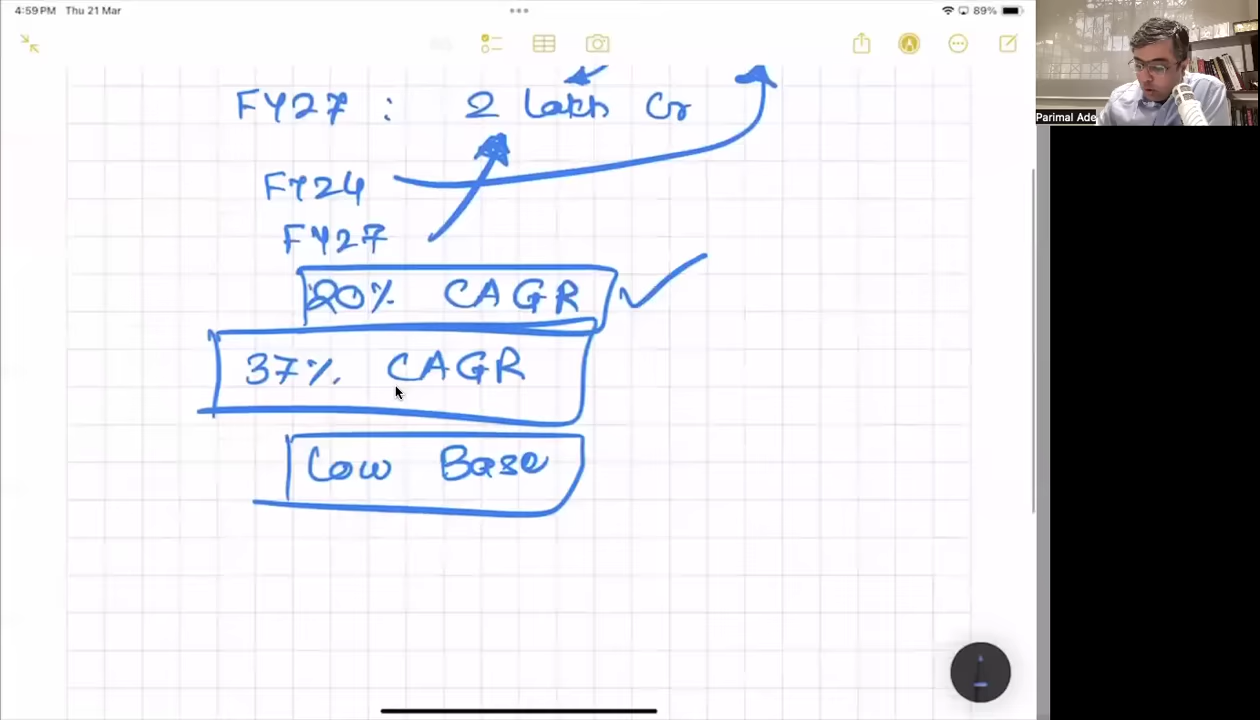 4:59 PM Thu 21 Mar
89%
Parimal Ade
FY27 : 2 Lakh Cr
FY24
FY27
20% CAGR
37% CAGR
Low Base